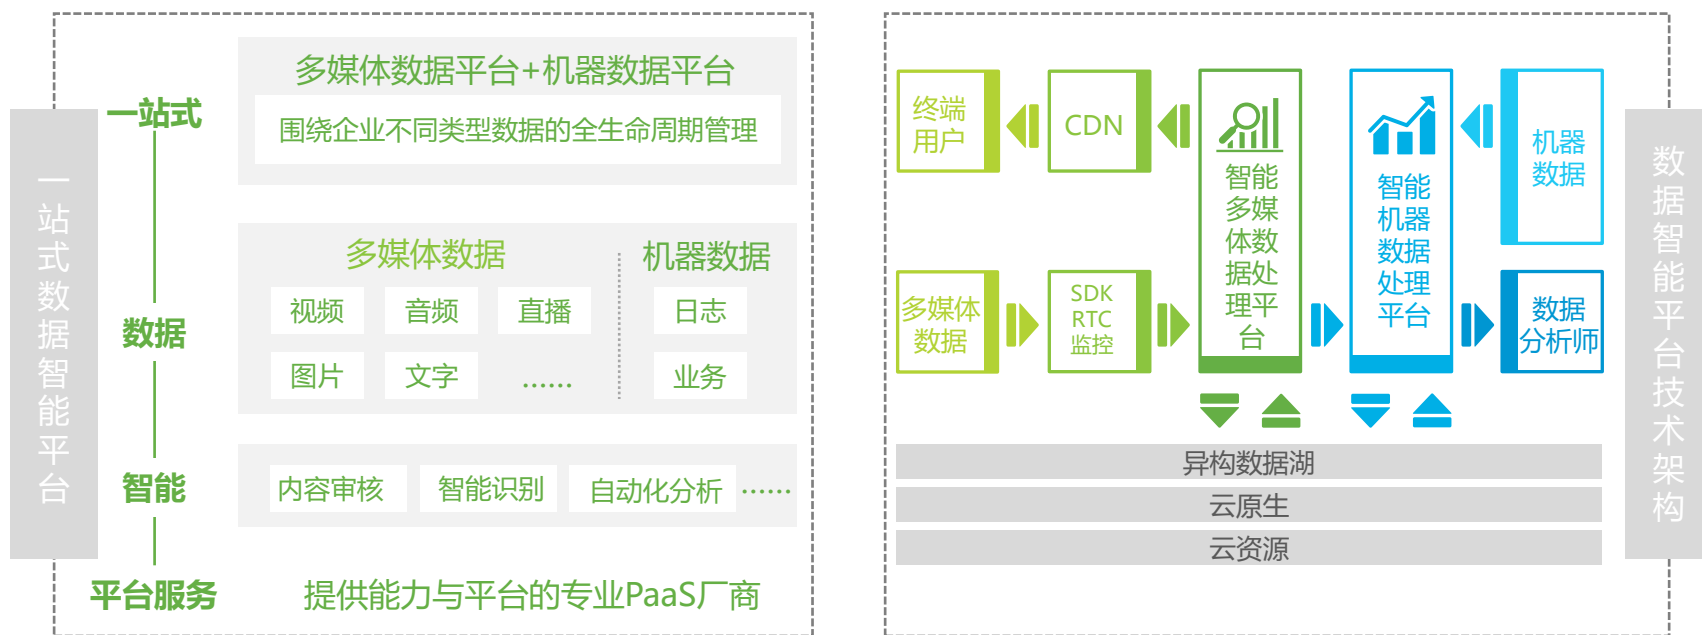 一站式数据智能平台
一站式
多媒体数据平台+机器数据平台
围绕企业不同类型数据的全生命周期管理
数据
多媒体数据
视频
音频
直播
图片
文字
......
机器数据
日志
业务
智能
内容审核
智能识别
自动化分析
......
平台服务
提供能力与平台的专业PaaS厂商
终端
用户
CDN
智能
多媒
体数
据处
理平
台
智能
机器
数据
处理
平台
机器
数据
多媒体
数据
SDK
RTC
监控
数据
分析师
异构数据湖
云原生
云资源
数据智能平台技术架构